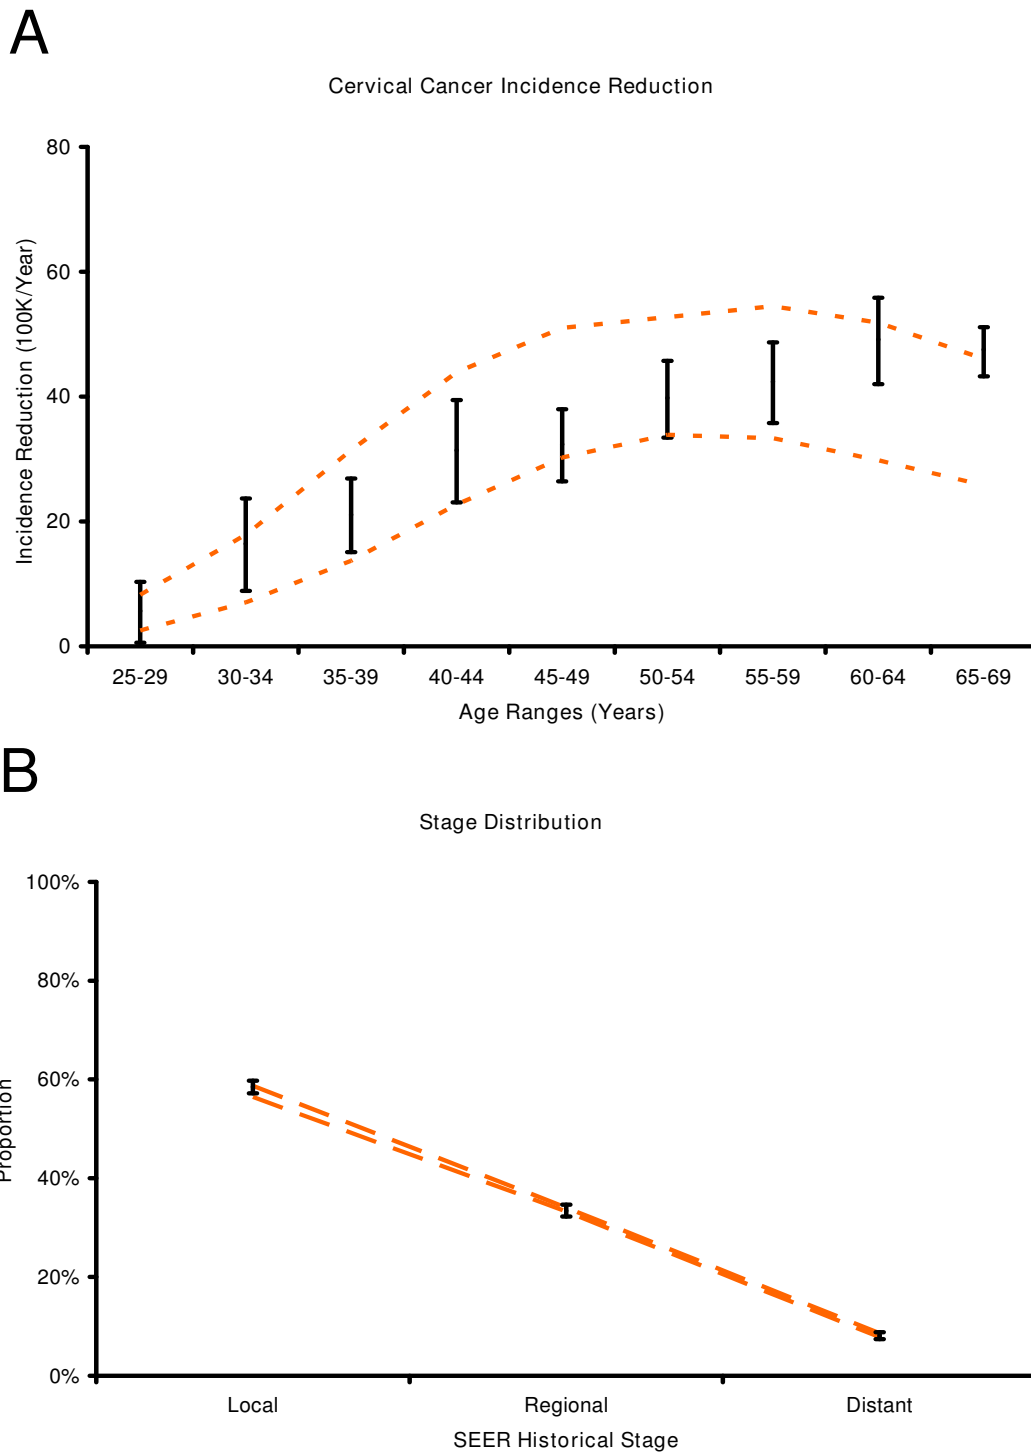 A
Cervical Cancer Incidence Reduction
80
60
40
20
0
Incidence Reduction (100K/Year)
25-29 30-34 35-39 40-44 45-49 50-54 55-59 60-64 65-69
Age Ranges (Years)
B
Stage Distribution
100%
80%
60%
40%
20%
0%
Proportion
Local Regional Distant
SEER Historical Stage